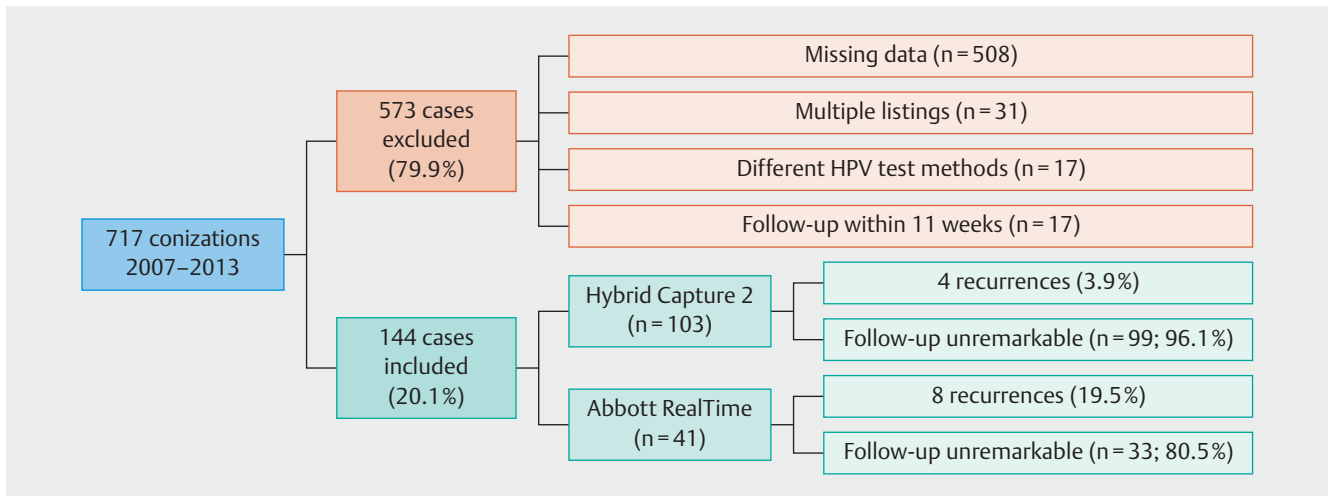 717 conizations
2007–2013
573 cases
excluded
(79.9%)
Missing data (n = 508)
Multiple listings (n = 31)
Different HPV test methods (n = 17)
Follow-up within 11 weeks (n = 17)
144 cases
included
(20.1%)
Hybrid Capture 2
(n = 103)
4 recurrences (3.9%)
Follow-up unremarkable (n = 99; 96.1%)
Abbott RealTime
(n = 41)
8 recurrences (19.5%)
Follow-up unremarkable (n = 33; 80.5%)